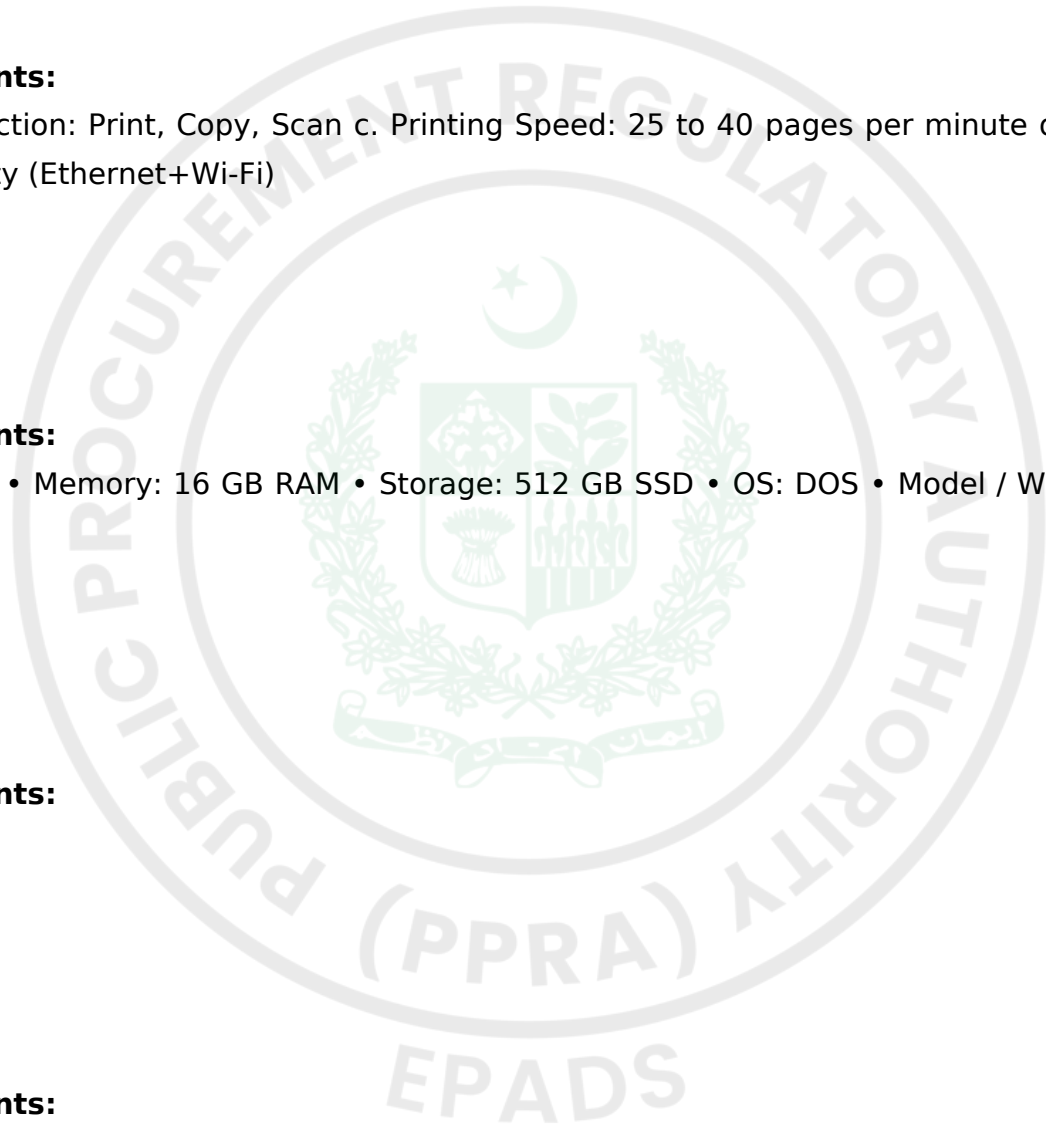 nts:
ction: Print, Copy, Scan c. Printing Speed: 25 to 40 pages per minute
y (Ethernet+Wi-Fi)
nts:
• Memory: 16 GB RAM • Storage: 512 GB SSD • OS: DOS • Model / W
nts:
nts:
PUBLIC PROCUREMENT REGULATORY AUTHORITY
(PPRA)
EPADS